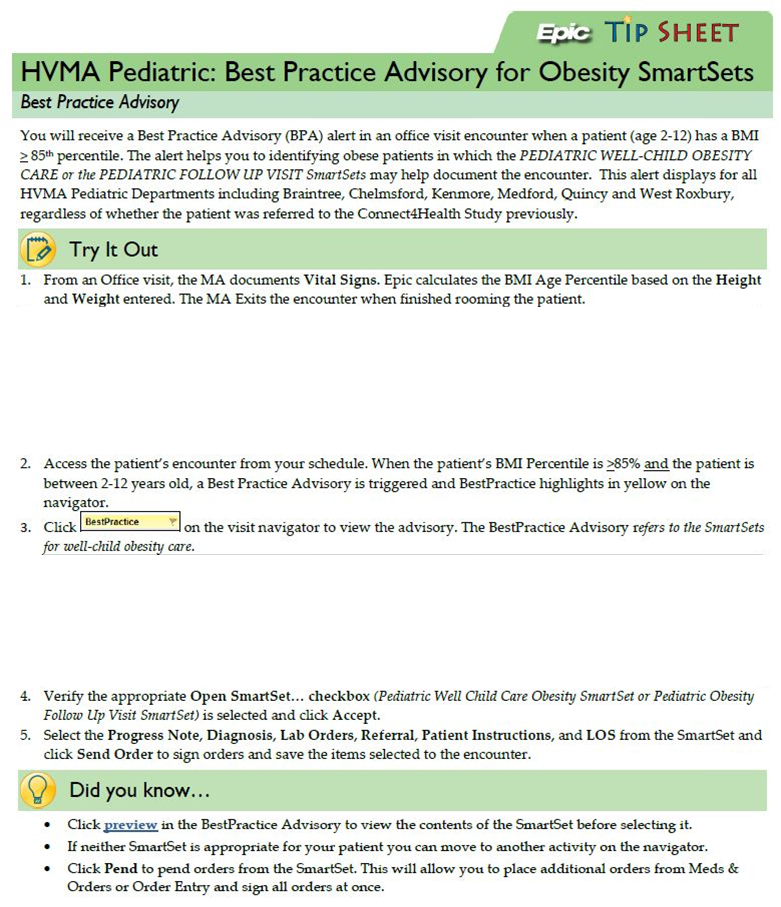 Epic TIP SHEET
HVMA Pediatric: Best Practice Advisory for Obesity SmartSets
Best Practice Advisory
You will receive a Best Practice Advisory (BPA) alert in an office visit encounter when a patient (age 2-12) has a BMI
≥ 85th percentile. The alert helps you to identifying obese patients in which the PEDIATRIC WELL-CHILD OBESITY
CARE or the PEDIATRIC FOLLOW UP VISIT SmartSets may help document the encounter. This alert displays for all
HVMA Pediatric Departments including Braintree, Chelmsford, Kenmore, Medford, Quincy and West Roxbury,
regardless of whether the patient was referred to the Connect4Health Study previously.
Try It Out
1. From an Office visit, the MA documents Vital Signs. Epic calculates the BMI Age Percentile based on the Height
and Weight entered. The MA Exits the encounter when finished rooming the patient.
2. Access the patient's encounter from your schedule. When the patient's BMI Percentile is ≥85% and the patient is
between 2-12 years old, a Best Practice Advisory is triggered and BestPractice highlights in yellow on the
navigator.
3. Click BestPractice on the visit navigator to view the advisory. The BestPractice Advisory refers to the SmartSets
for well-child obesity care.
4. Verify the appropriate Open SmartSet… checkbox (Pediatric Well Child Care Obesity SmartSet or Pediatric Obesity
Follow Up Visit SmartSet) is selected and click Accept.
5. Select the Progress Note, Diagnosis, Lab Orders, Referral, Patient Instructions, and LOS from the SmartSet and
click Send Order to sign orders and save the items selected to the encounter.
Did you know…
• Click preview in the BestPractice Advisory to view the contents of the SmartSet before selecting it.
• If neither SmartSet is appropriate for your patient you can move to another activity on the navigator.
• Click Pend to pend orders from the SmartSet. This will allow you to place additional orders from Meds &
Orders or Order Entry and sign all orders at once.